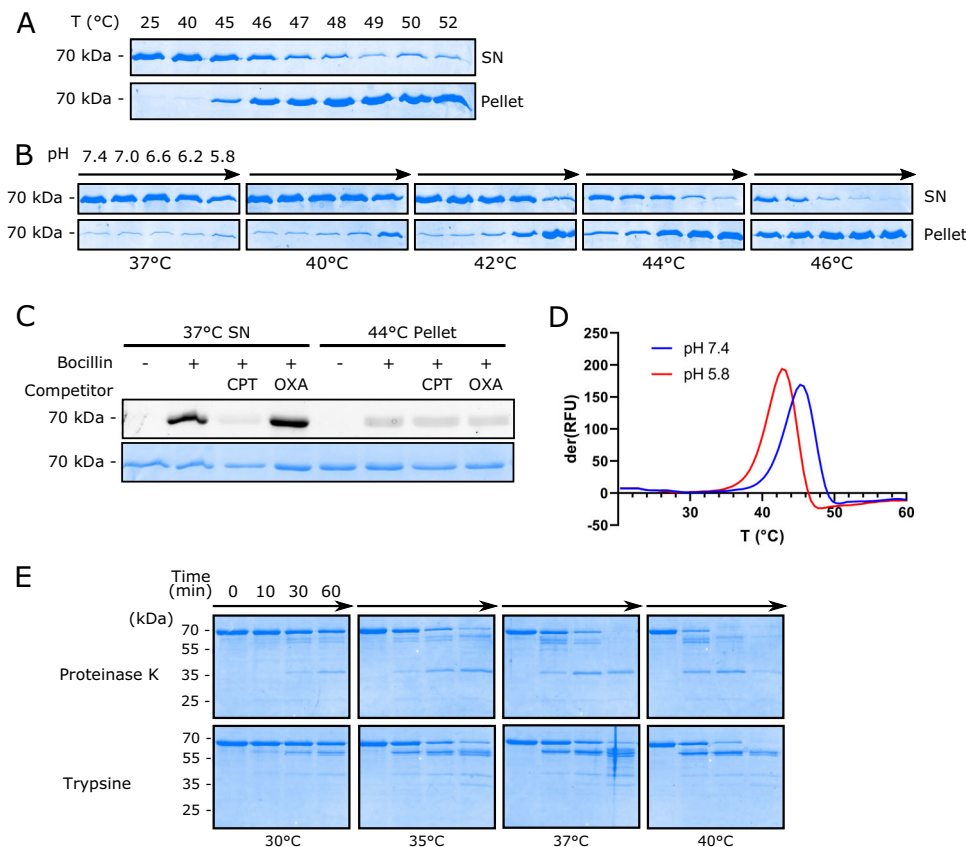 A
T (°C) 25 40 45 46 47 48 49 50 52
70 kDa - SN
70 kDa - Pellet
B
pH 7.4 7.0 6.6 6.2 5.8
70 kDa - SN
70 kDa - Pellet
37°C 40°C 42°C 44°C 46°C
C
37°C SN 44°C Pellet
Bocillin - + + + - + + +
Competitor CPT OXA CPT OXA
70 kDa -
70 kDa -
D
250
200
150
100
50
0
-50
der(RFU)
pH 7.4
pH 5.8
30 40 50 60
T (°C)
E
Time
(min) 0 10 30 60
(kDa)
70 -
55 -
35 -
25 -
Proteinase K
70 -
55 -
35 -
25 -
Trypsine
30°C 35°C 37°C 40°C